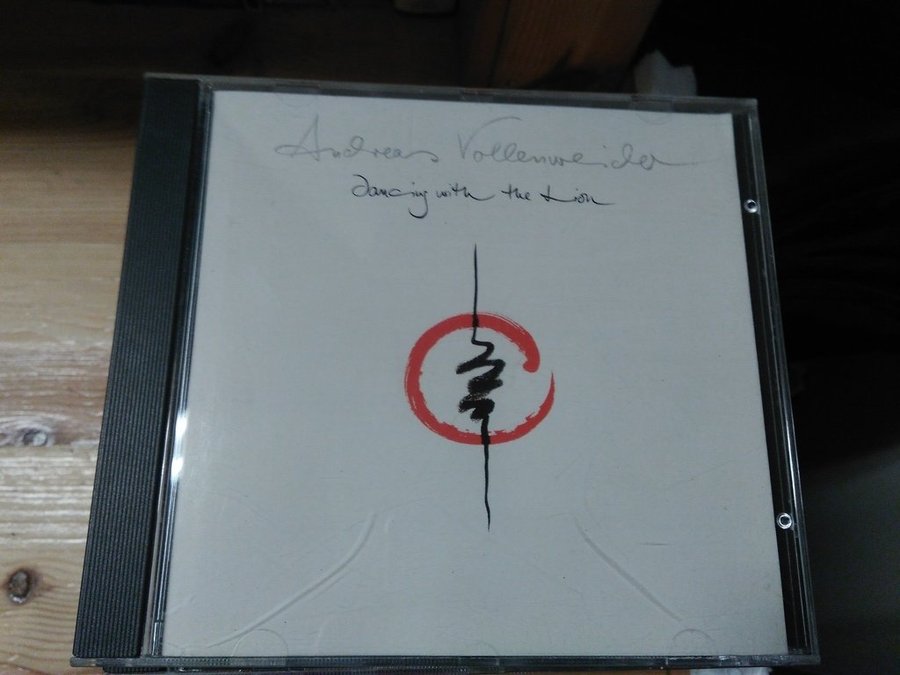 Andreas Vollenweider
Dancing with the Lion